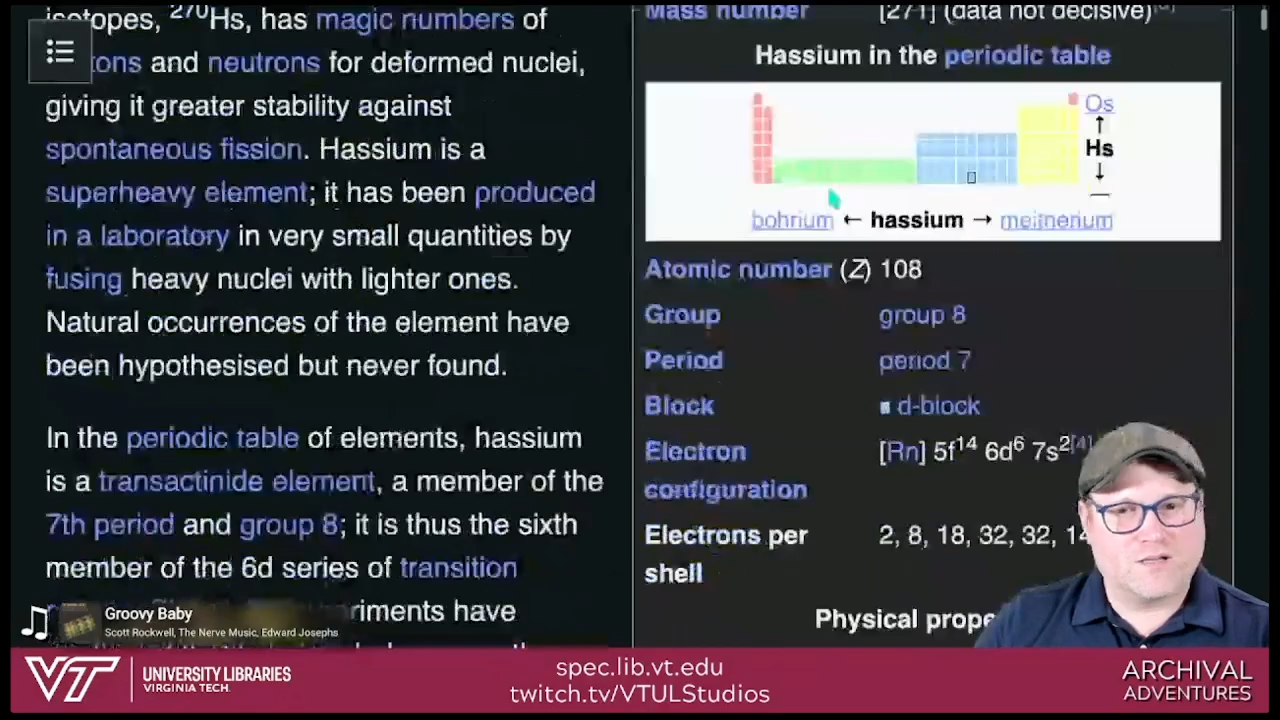 isotopes, 270Hs, has magic numbers of
tons and neutrons for deformed nuclei,
giving it greater stability against
spontaneous fission. Hassium is a
superheavy element; it has been produced
in a laboratory in very small quantities by
fusing heavy nuclei with lighter ones.
Natural occurrences of the element have
been hypothesised but never found.
In the periodic table of elements, hassium
is a transactinide element, a member of the
7th period and group 8; it is thus the sixth
member of the 6d series of transition
riments have
Mass number [271] (data not decisive)
Hassium in the periodic table
Os
↑
Hs
↓
—
bohrium ← hassium → meitnerium
Atomic number (Z) 108
Group group 8
Period period 7
Block d-block
Electron [Rn] 5f14 6d6 7s2[4]
configuration
Electrons per 2, 8, 18, 32, 32, 14
shell
Physical prope
Groovy Baby
Scott Rockwell, The Nerve Music, Edward Josephs
VT UNIVERSITY LIBRARIES
VIRGINIA TECH.
spec.lib.vt.edu
twitch.tv/VTULStudios
ARCHIVAL
ADVENTURES